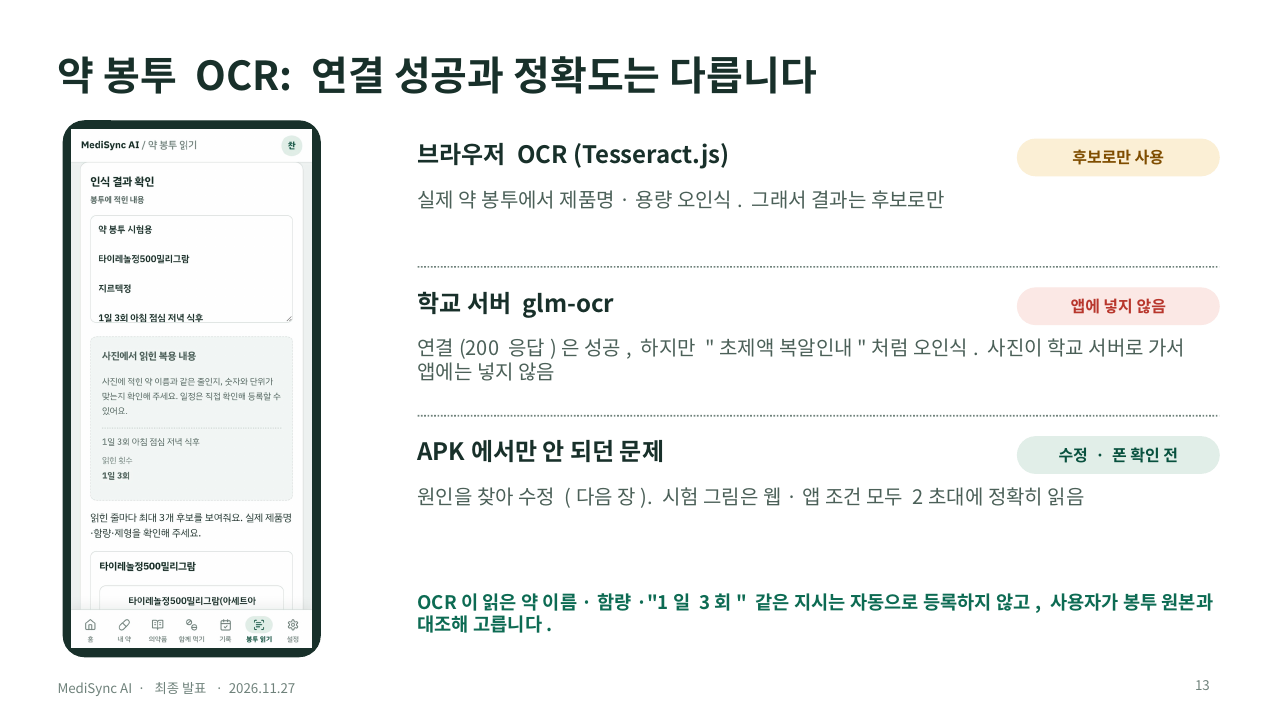 약 봉투 OCR: 연결 성공과 정확도는 다릅니다
MediSync AI / 약 봉투 읽기
찬
인식 결과 확인
봉투에 적힌 내용
약 봉투 시험용
타이레놀정500밀리그람
지르텍정
1일 3회 아침 점심 저녁 식후
사진에서 읽힌 복용 내용
사진에 적힌 약 이름과 같은 줄인지, 숫자와 단위가
맞는지 확인해 주세요. 일정은 직접 확인해 등록할 수
있어요.
1일 3회 아침 점심 저녁 식후
읽힌 횟수
1일 3회
읽힌 줄마다 최대 3개 후보를 보여줘요. 실제 제품명
·함량·제형을 확인해 주세요.
타이레놀정500밀리그람
타이레놀정500밀리그람(아세트아
홈
내 약
의약품
함께 먹기
기록
봉투 읽기
설정
브라우저 OCR (Tesseract.js)
후보로만 사용
실제 약 봉투에서 제품명 · 용량 오인식 . 그래서 결과는 후보로만
학교 서버 glm-ocr
앱에 넣지 않음
연결 (200 응답 ) 은 성공 , 하지만 " 초제액 복알인내 " 처럼 오인식 . 사진이 학교 서버로 가서
앱에는 넣지 않음
APK 에서만 안 되던 문제
수정 · 폰 확인 전
원인을 찾아 수정 ( 다음 장 ). 시험 그림은 웹 · 앱 조건 모두 2 초대에 정확히 읽음
OCR 이 읽은 약 이름 · 함량 ·"1 일 3 회 " 같은 지시는 자동으로 등록하지 않고 , 사용자가 봉투 원본과
대조해 고릅니다 .
MediSync AI · 최종 발표 · 2026.11.27
13